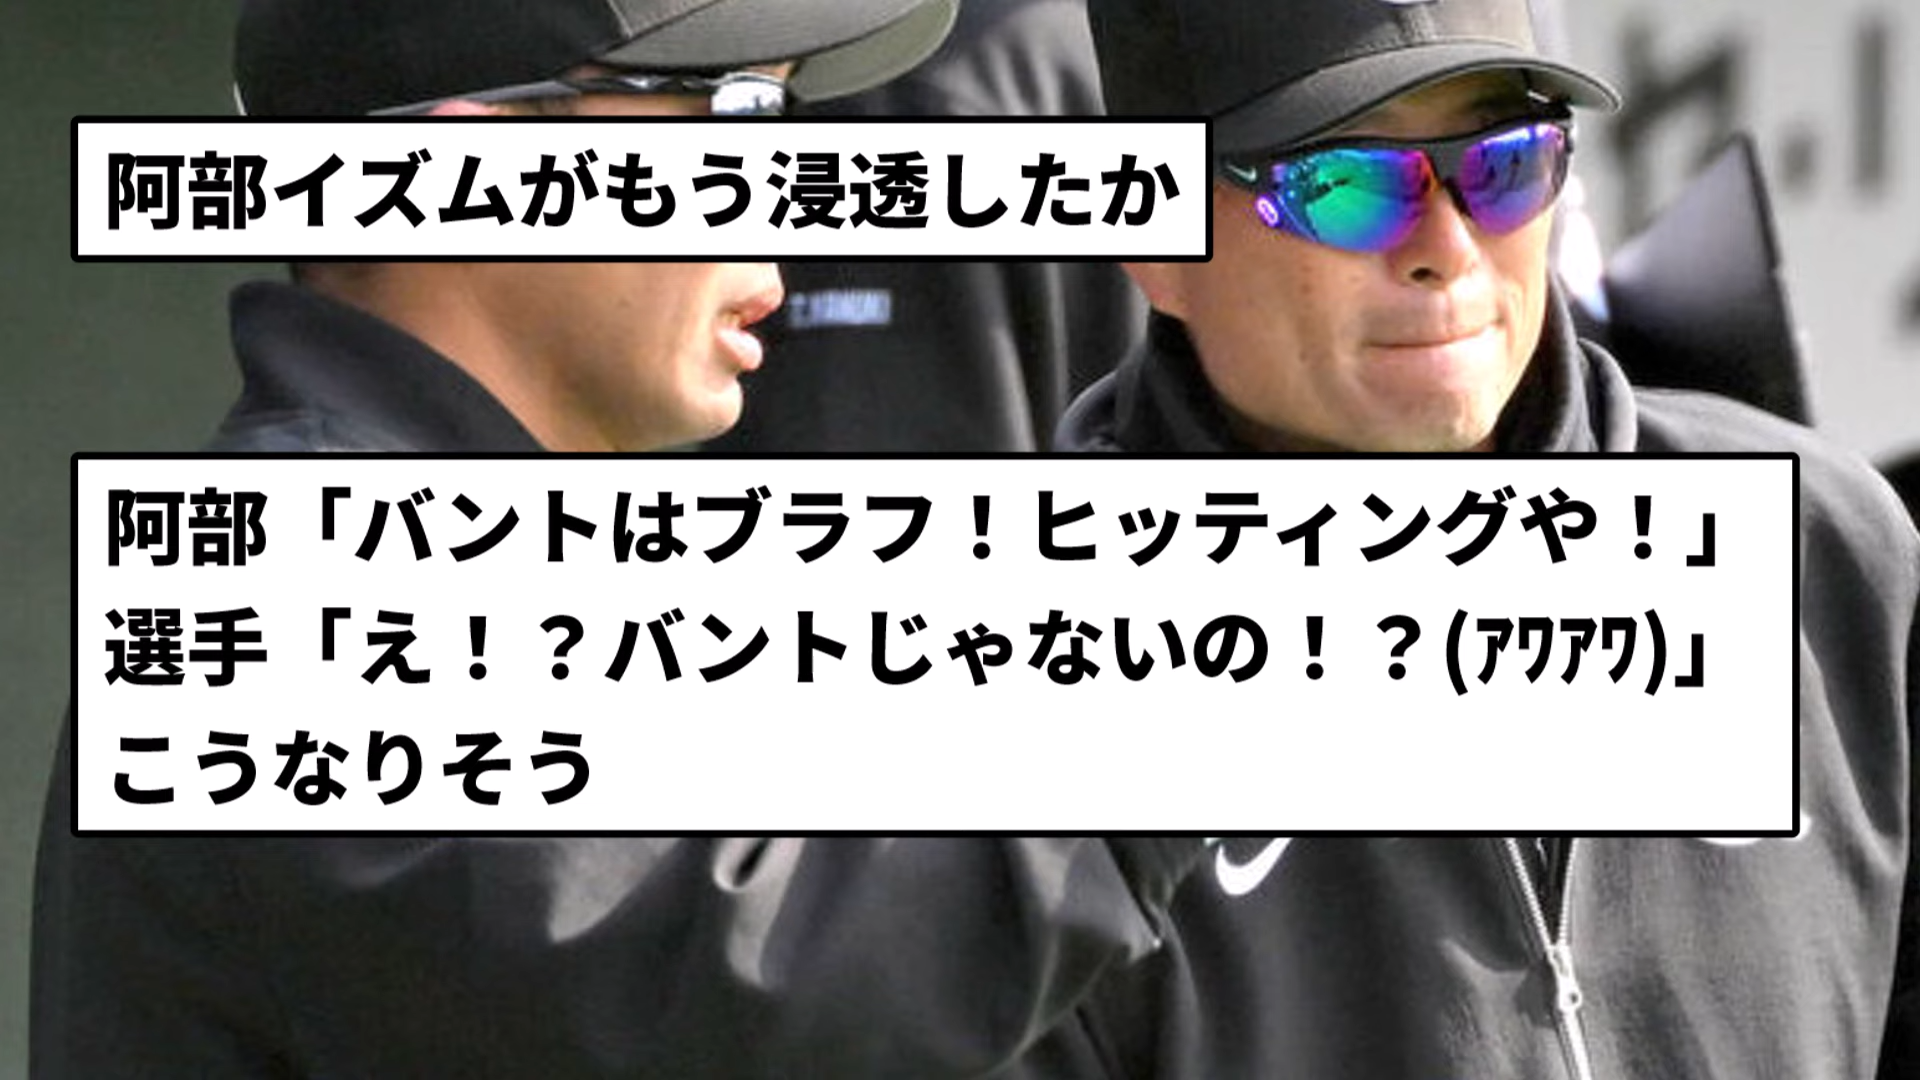 阿部イズムがもう浸透したか
阿部「バントはブラフ！ヒッティングや！」
選手「え！？バントじゃないの！？(ｱﾜｱﾜ)」
こうなりそう